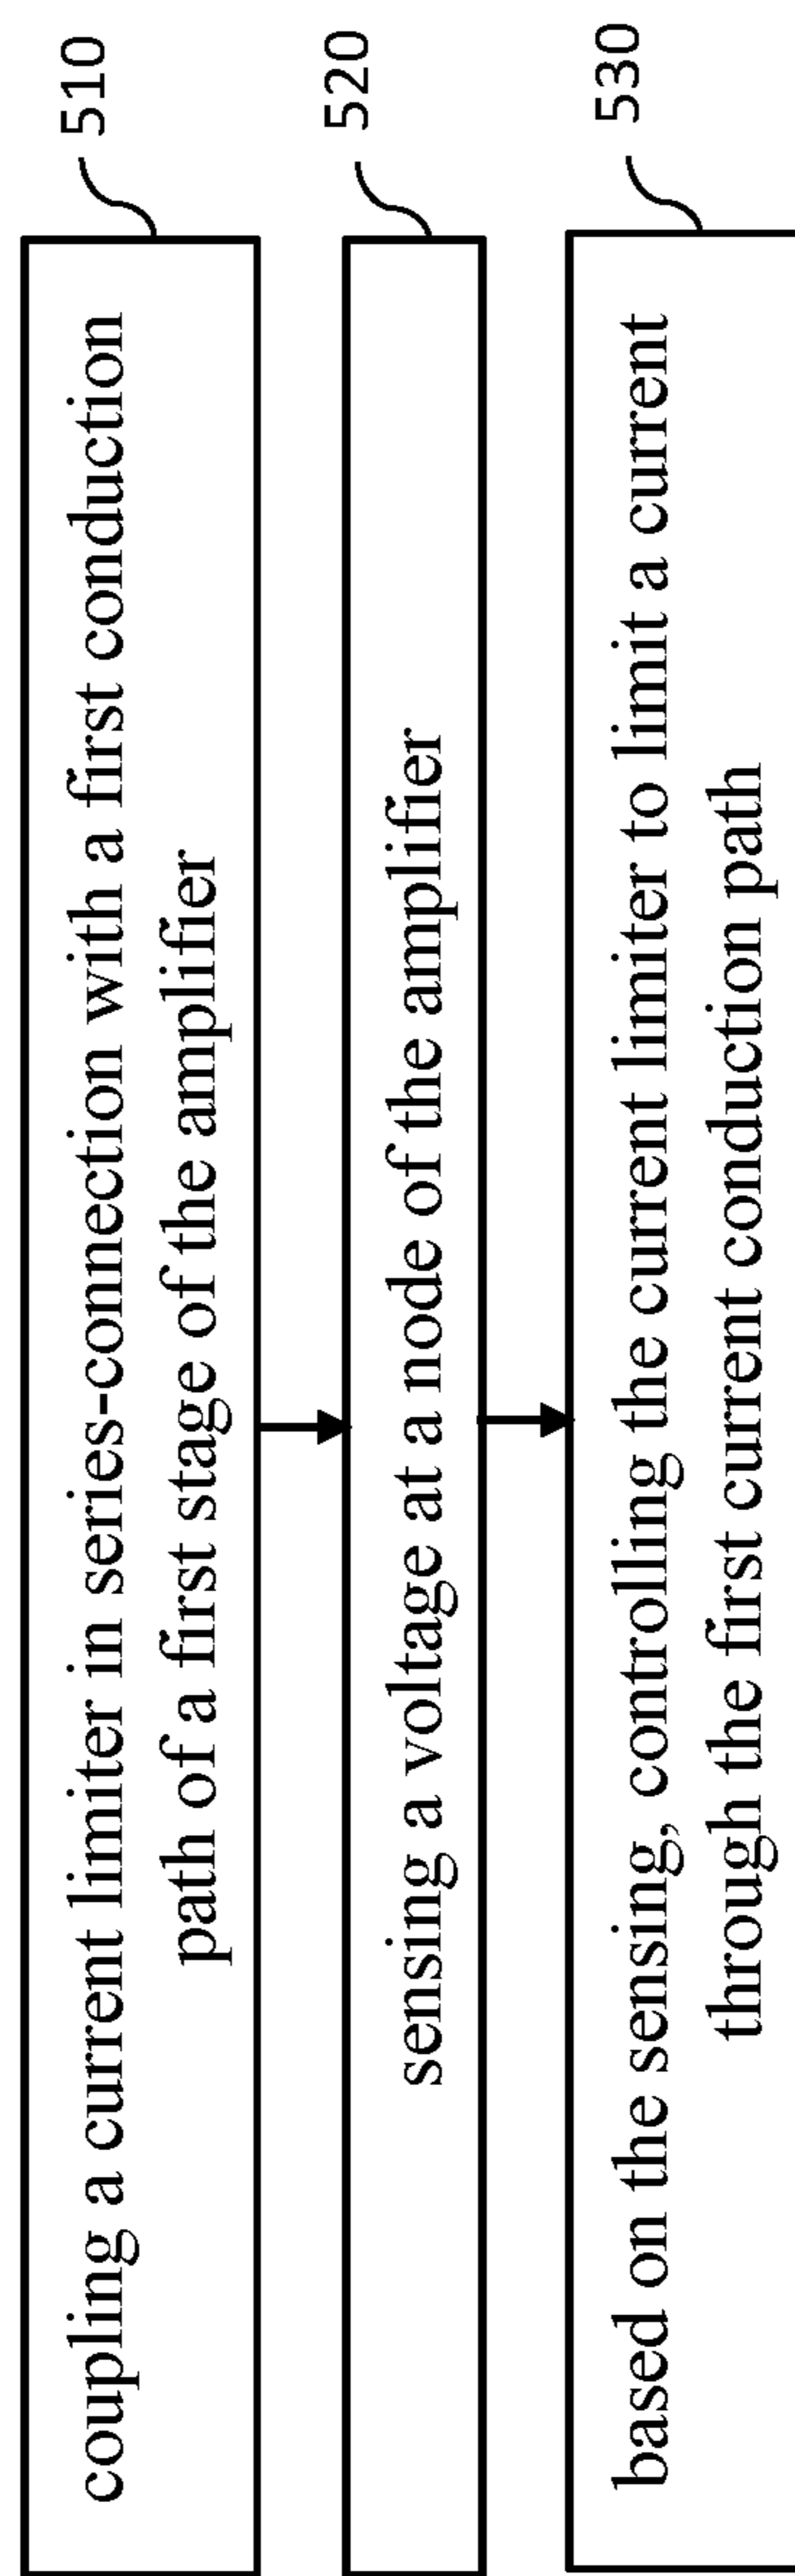 coupling a current limiter in series-connection with a first conduction
path of a first stage of the amplifier
510
sensing a voltage at a node of the amplifier
520
based on the sensing, controlling the current limiter to limit a current
through the first current conduction path
530